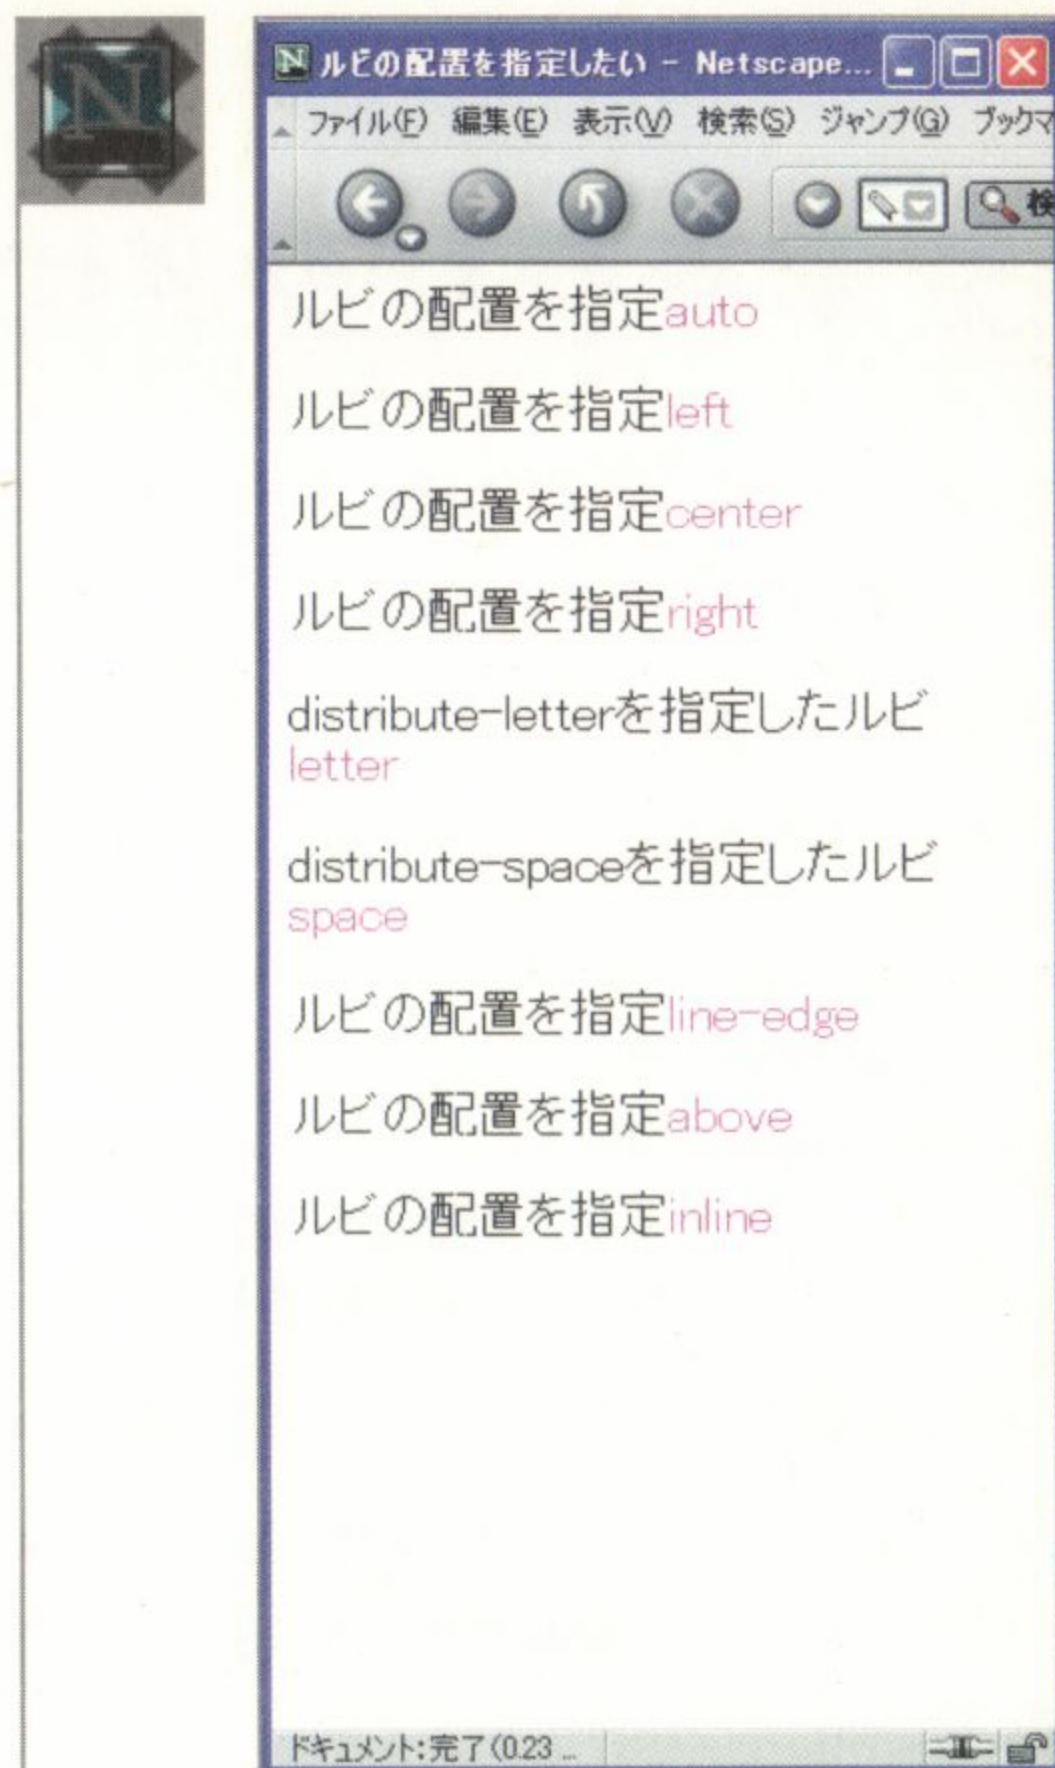 N
ルビの配置を指定したい - Netscape...
ファイル(F) 編集(E) 表示(V) 検索(S) ジャンプ(G) ブックマ
検
ルビの配置を指定auto
ルビの配置を指定left
ルビの配置を指定center
ルビの配置を指定right
distribute-letterを指定したルビ
letter
distribute-spaceを指定したルビ
space
ルビの配置を指定line-edge
ルビの配置を指定above
ルビの配置を指定inline
ドキュメント:完了(0.23 ...